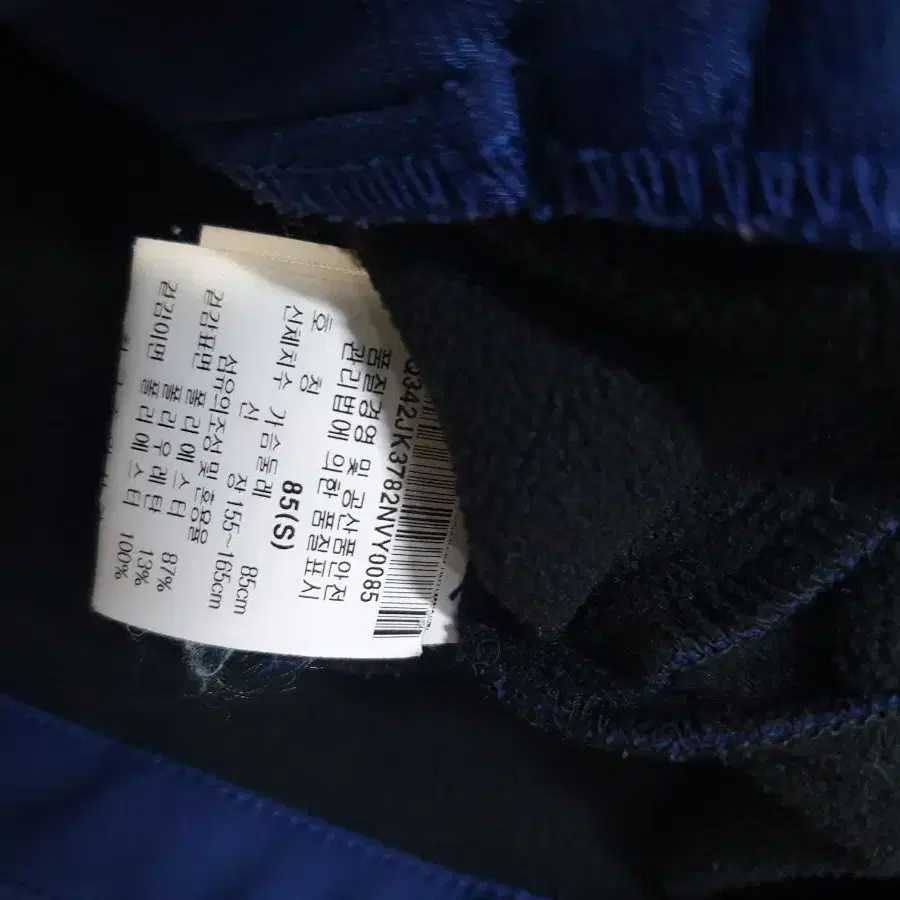 Q342JK3782NVY0085
품질경영 및 공산품안전
관리법에 의한 품질표시
호 칭 85(S)
신체치수 가슴둘레 85cm
신 장 155~165cm
섬유의조성 및 혼용율
겉감표면 폴리에스터 87%
폴리우레탄 13%
겉감이면 폴리에스터 100%